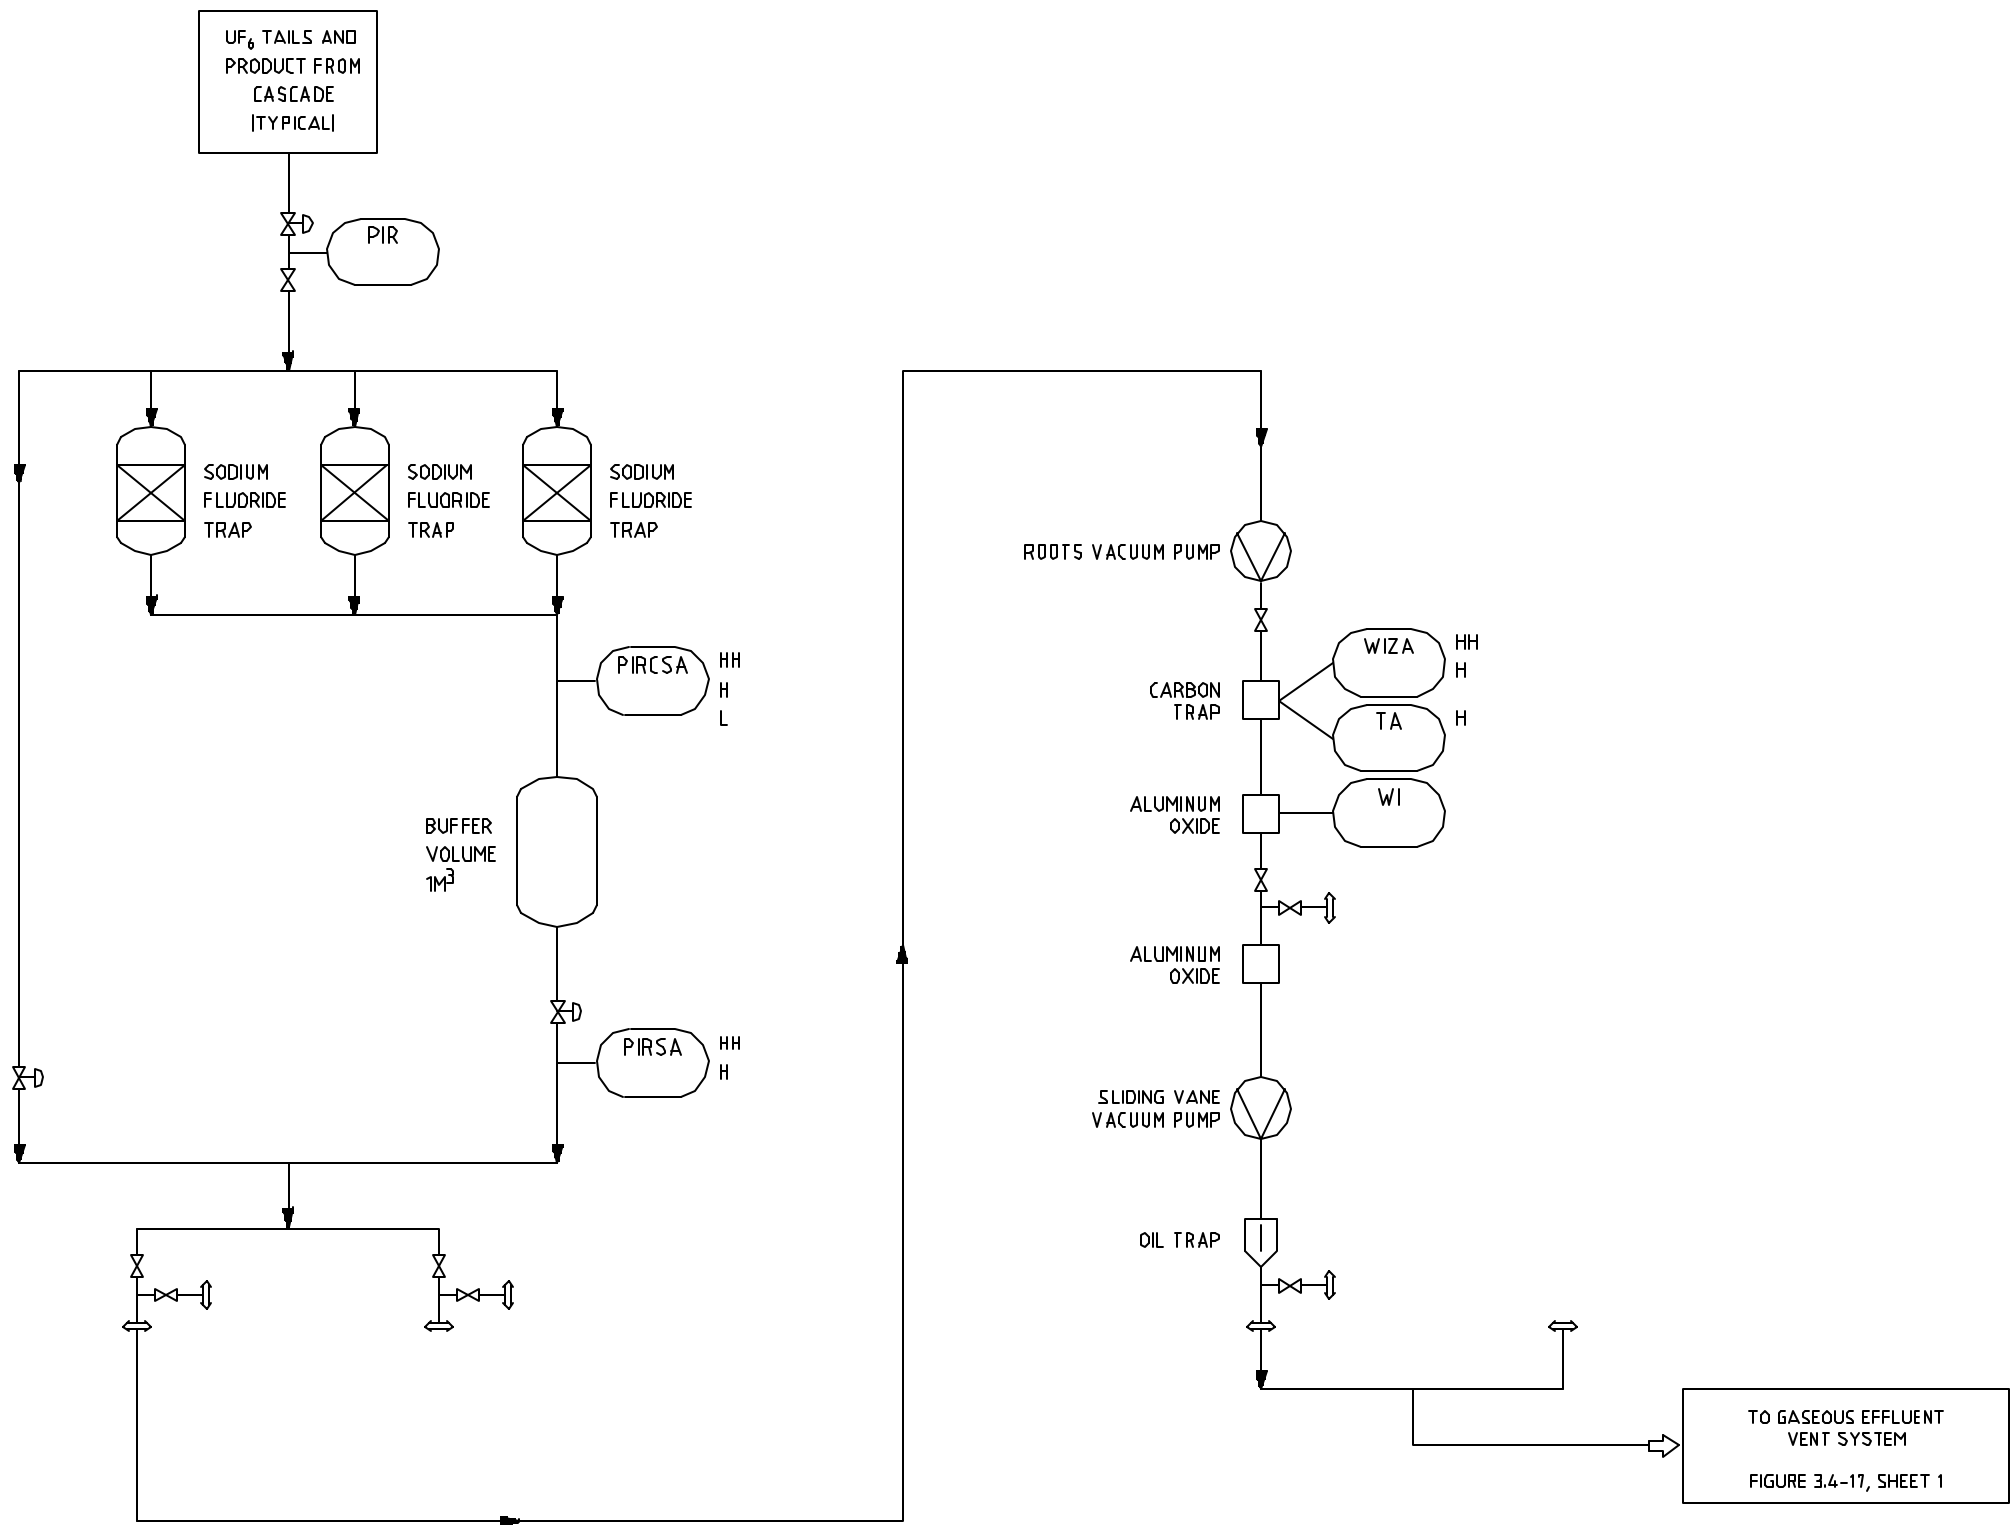 UF6 TAILS AND
PRODUCT FROM
CASCADE
|TYPICAL|
PIR
SODIUM
FLUORIDE
TRAP
SODIUM
FLUORIDE
TRAP
SODIUM
FLUORIDE
TRAP
PIRCSA
HH
H
L
BUFFER
VOLUME
1M3
PIRSA
HH
H
ROOTS VACUUM PUMP
CARBON
TRAP
WIZA
HH
H
TA
H
ALUMINUM
OXIDE
WI
ALUMINUM
OXIDE
SLIDING VANE
VACUUM PUMP
OIL TRAP
TO GASEOUS EFFLUENT
VENT SYSTEM
FIGURE 3.4-17, SHEET 1